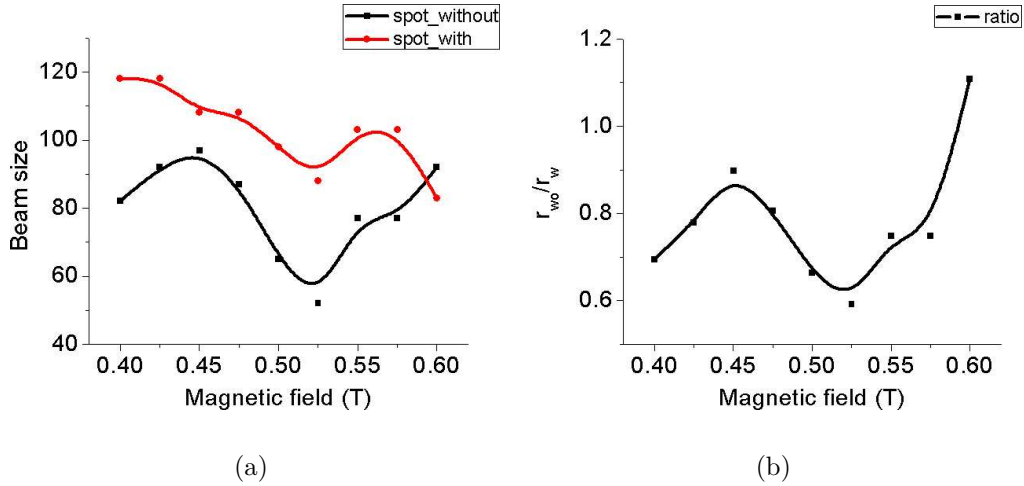 spot_without
spot_with
120
100
80
60
40
Beam size
0.40 0.45 0.50 0.55 0.60
Magnetic field (T)
(a)
ratio
1.2
1.0
0.8
0.6
r_wo/r_w
0.40 0.45 0.50 0.55 0.60
Magnetic field (T)
(b)